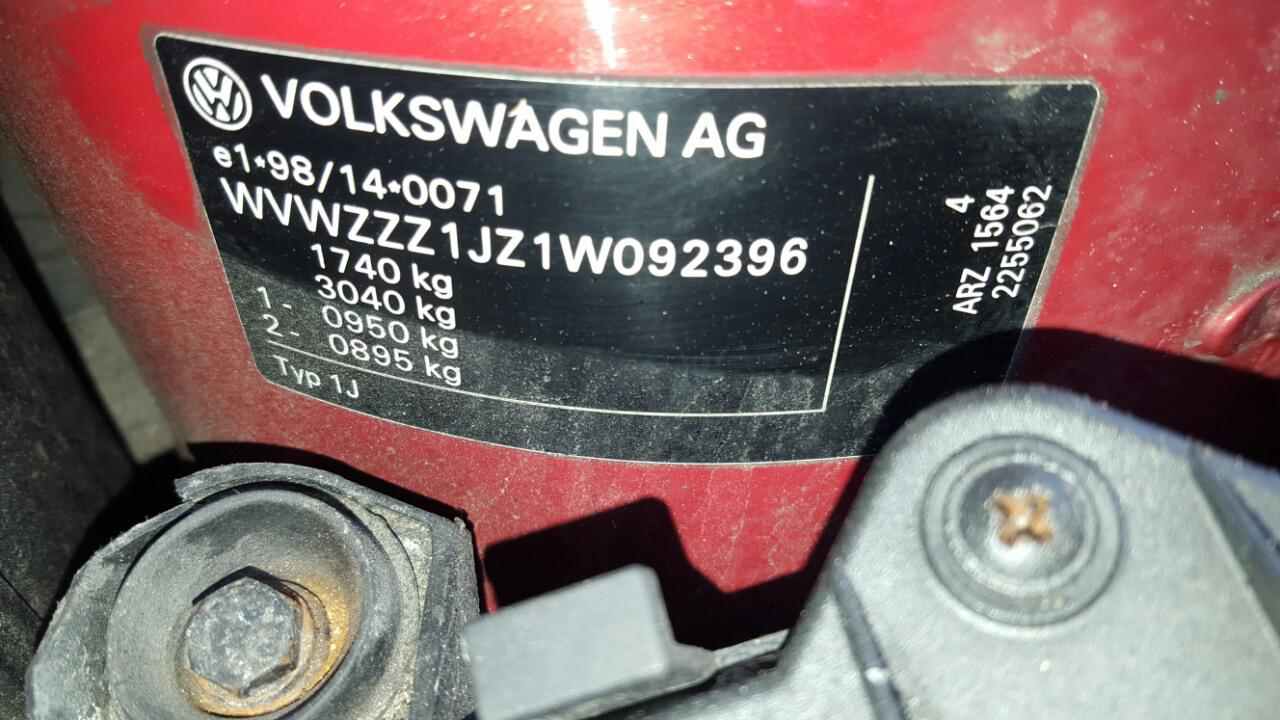 VOLKSWAGEN AG
e1*98/14*0071
WVWZZZ1JZ1W092396
1740 kg
3040 kg
1 - 0950 kg
2 - 0895 kg
Typ 1J
4
ARZ 1564
2255062